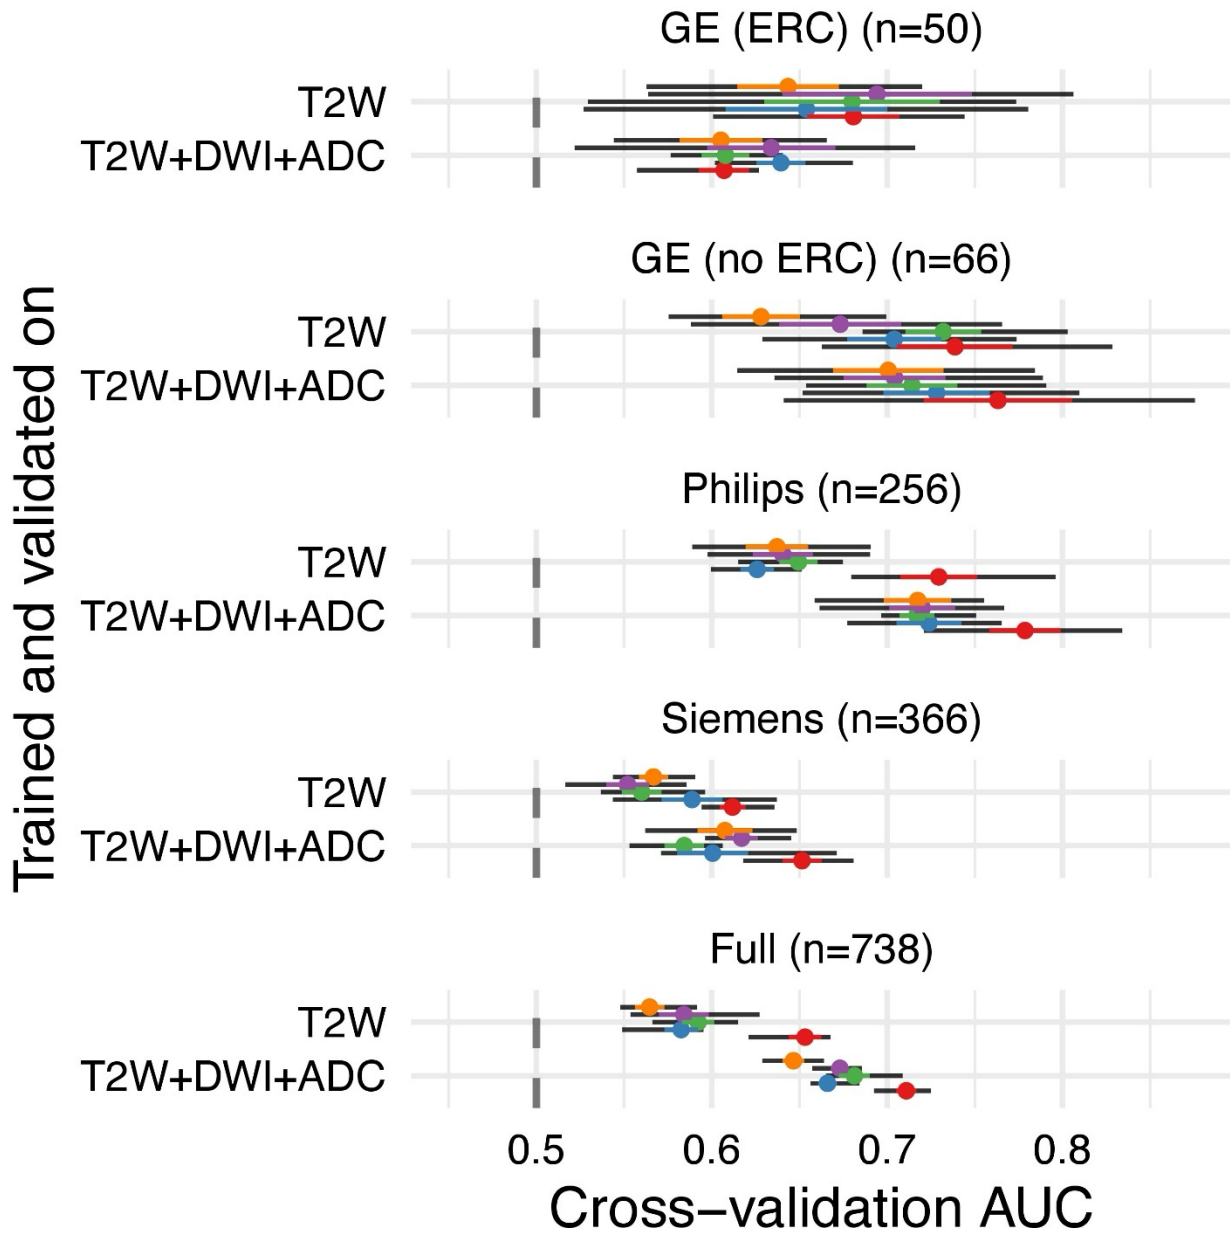 Trained and validated on
GE (ERC) (n=50)
T2W
T2W+DWI+ADC
GE (no ERC) (n=66)
T2W
T2W+DWI+ADC
Philips (n=256)
T2W
T2W+DWI+ADC
Siemens (n=366)
T2W
T2W+DWI+ADC
Full (n=738)
T2W
T2W+DWI+ADC
0.5 0.6 0.7 0.8
Cross−validation AUC